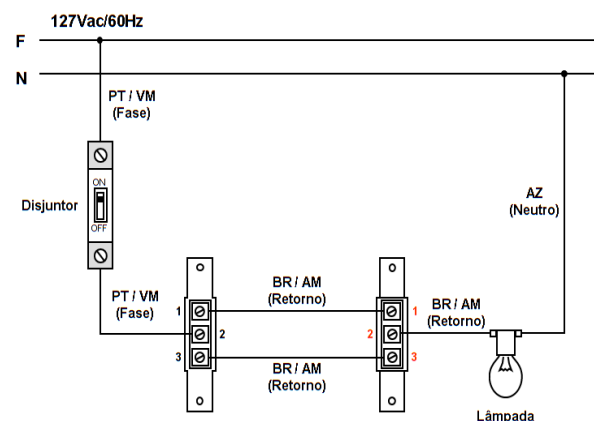 127Vac/60Hz
F
N
PT / VM
(Fase)
ON
OFF
Disjuntor
AZ
(Neutro)
PT / VM
(Fase)
BR / AM
(Retorno)
BR / AM
(Retorno)
1
2
3
1
2
3
BR / AM
(Retorno)
Lâmpada